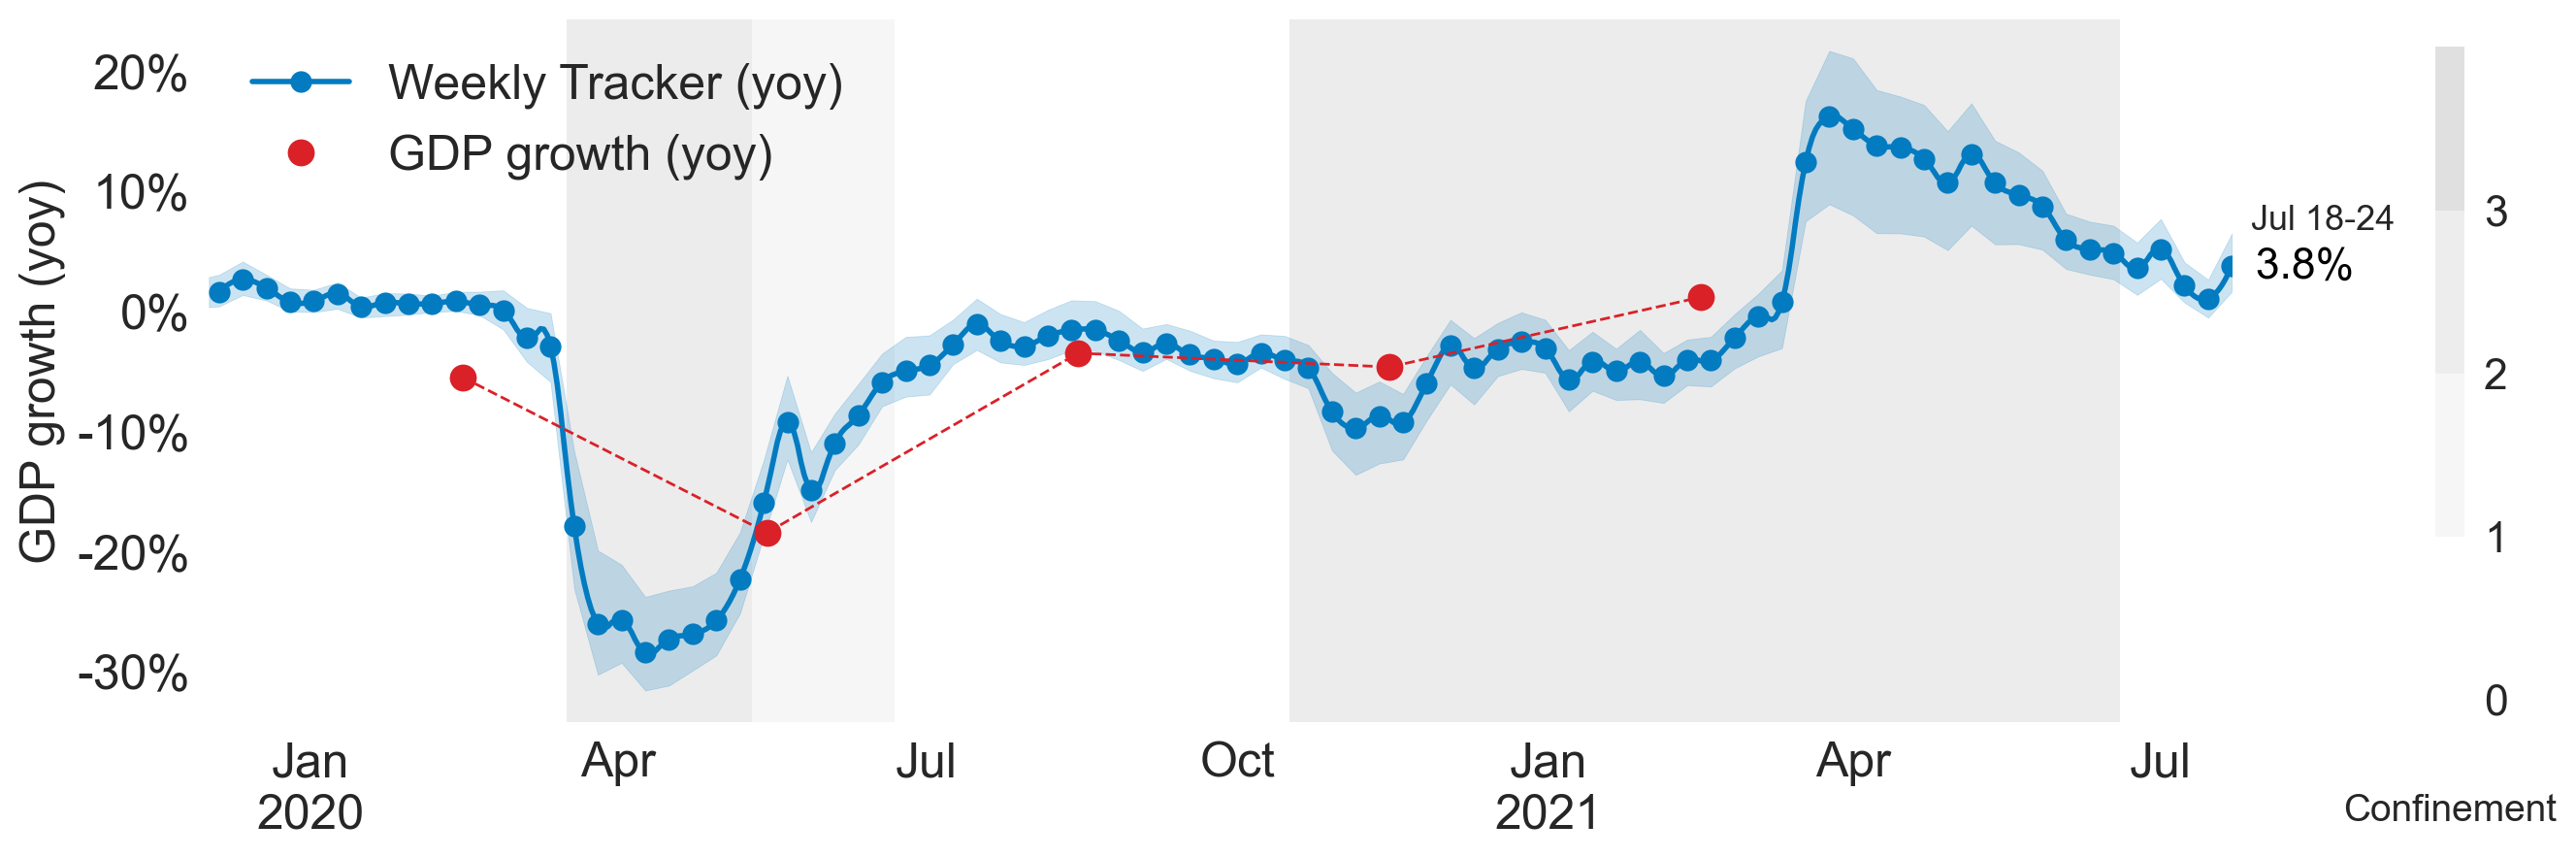 Weekly Tracker (yoy)
GDP growth (yoy)
GDP growth (yoy)
20%
10%
0%
-10%
-20%
-30%
Jan
2020
Apr
Jul
Oct
Jan
2021
Apr
Jul
Jul 18-24
3.8%
3
2
1
0
Confinement